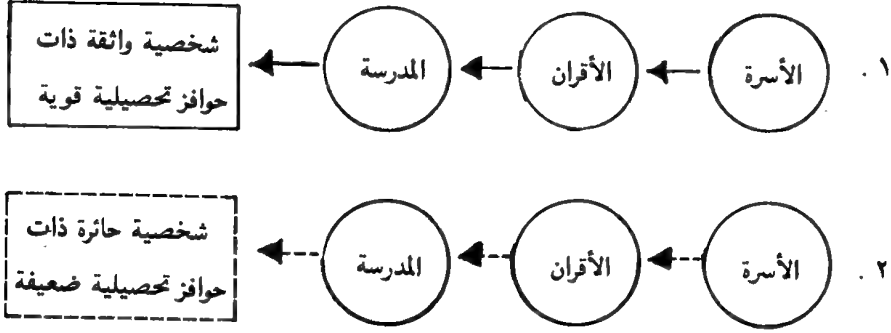 ١ .
الأسرة
الأقران
المدرسة
شخصية واثقة ذات
حوافز تحصيلية قوية
٢ .
الأسرة
الأقران
المدرسة
شخصية حائرة ذات
حوافز تحصيلية ضعيفة